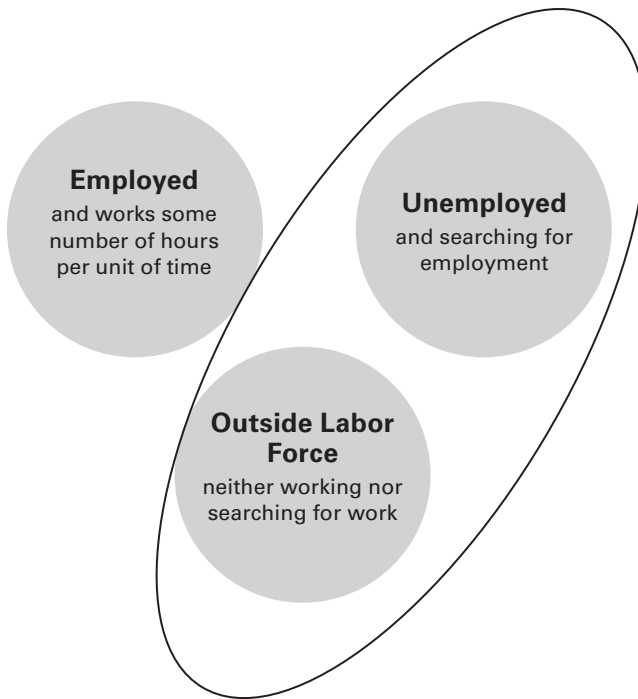 Employed
and works some
number of hours
per unit of time
Unemployed
and searching for
employment
Outside Labor
Force
neither working nor
searching for work